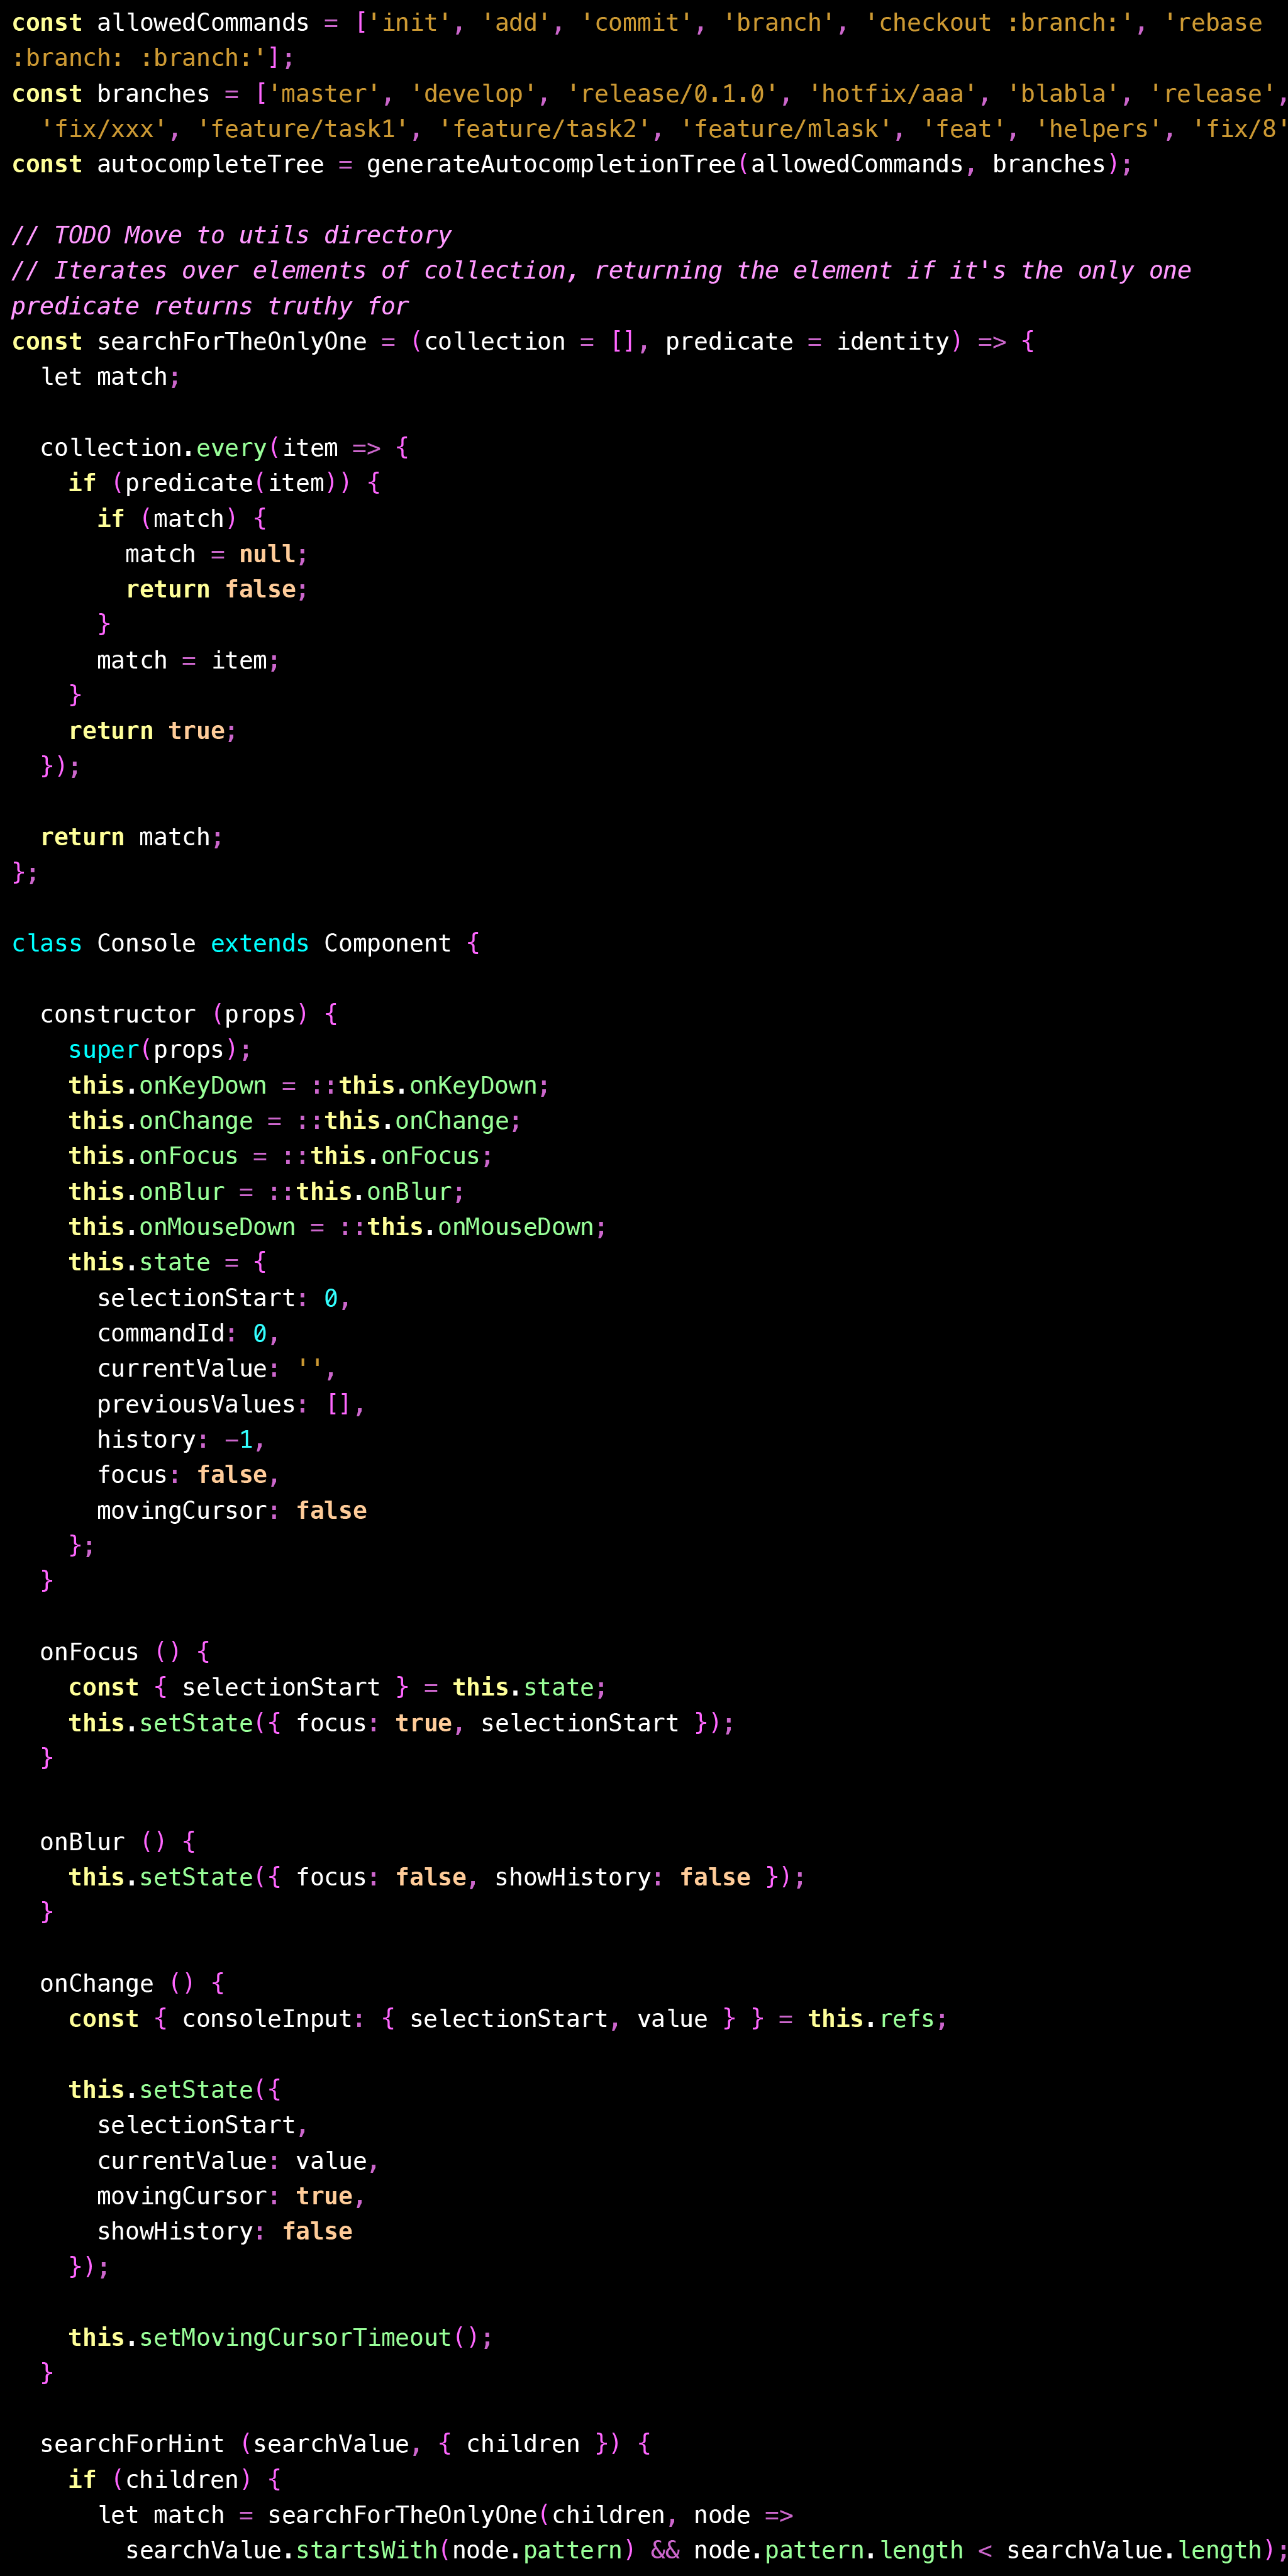 const allowedCommands = ['init', 'add', 'commit', 'branch', 'checkout :branch:', 'rebase
:branch: :branch:'];
const branches = ['master', 'develop', 'release/0.1.0', 'hotfix/aaa', 'blabla', 'release',
  'fix/xxx', 'feature/task1', 'feature/task2', 'feature/mlask', 'feat', 'helpers', 'fix/8'
const autocompleteTree = generateAutocompletionTree(allowedCommands, branches);

// TODO Move to utils directory
// Iterates over elements of collection, returning the element if it's the only one
predicate returns truthy for
const searchForTheOnlyOne = (collection = [], predicate = identity) => {
  let match;

  collection.every(item => {
    if (predicate(item)) {
      if (match) {
        match = null;
        return false;
      }
      match = item;
    }
    return true;
  });

  return match;
};

class Console extends Component {

  constructor (props) {
    super(props);
    this.onKeyDown = ::this.onKeyDown;
    this.onChange = ::this.onChange;
    this.onFocus = ::this.onFocus;
    this.onBlur = ::this.onBlur;
    this.onMouseDown = ::this.onMouseDown;
    this.state = {
      selectionStart: 0,
      commandId: 0,
      currentValue: '',
      previousValues: [],
      history: -1,
      focus: false,
      movingCursor: false
    };
  }

  onFocus () {
    const { selectionStart } = this.state;
    this.setState({ focus: true, selectionStart });
  }

  onBlur () {
    this.setState({ focus: false, showHistory: false });
  }

  onChange () {
    const { consoleInput: { selectionStart, value } } = this.refs;

    this.setState({
      selectionStart,
      currentValue: value,
      movingCursor: true,
      showHistory: false
    });

    this.setMovingCursorTimeout();
  }

  searchForHint (searchValue, { children }) {
    if (children) {
      let match = searchForTheOnlyOne(children, node =>
        searchValue.startsWith(node.pattern) && node.pattern.length < searchValue.length);